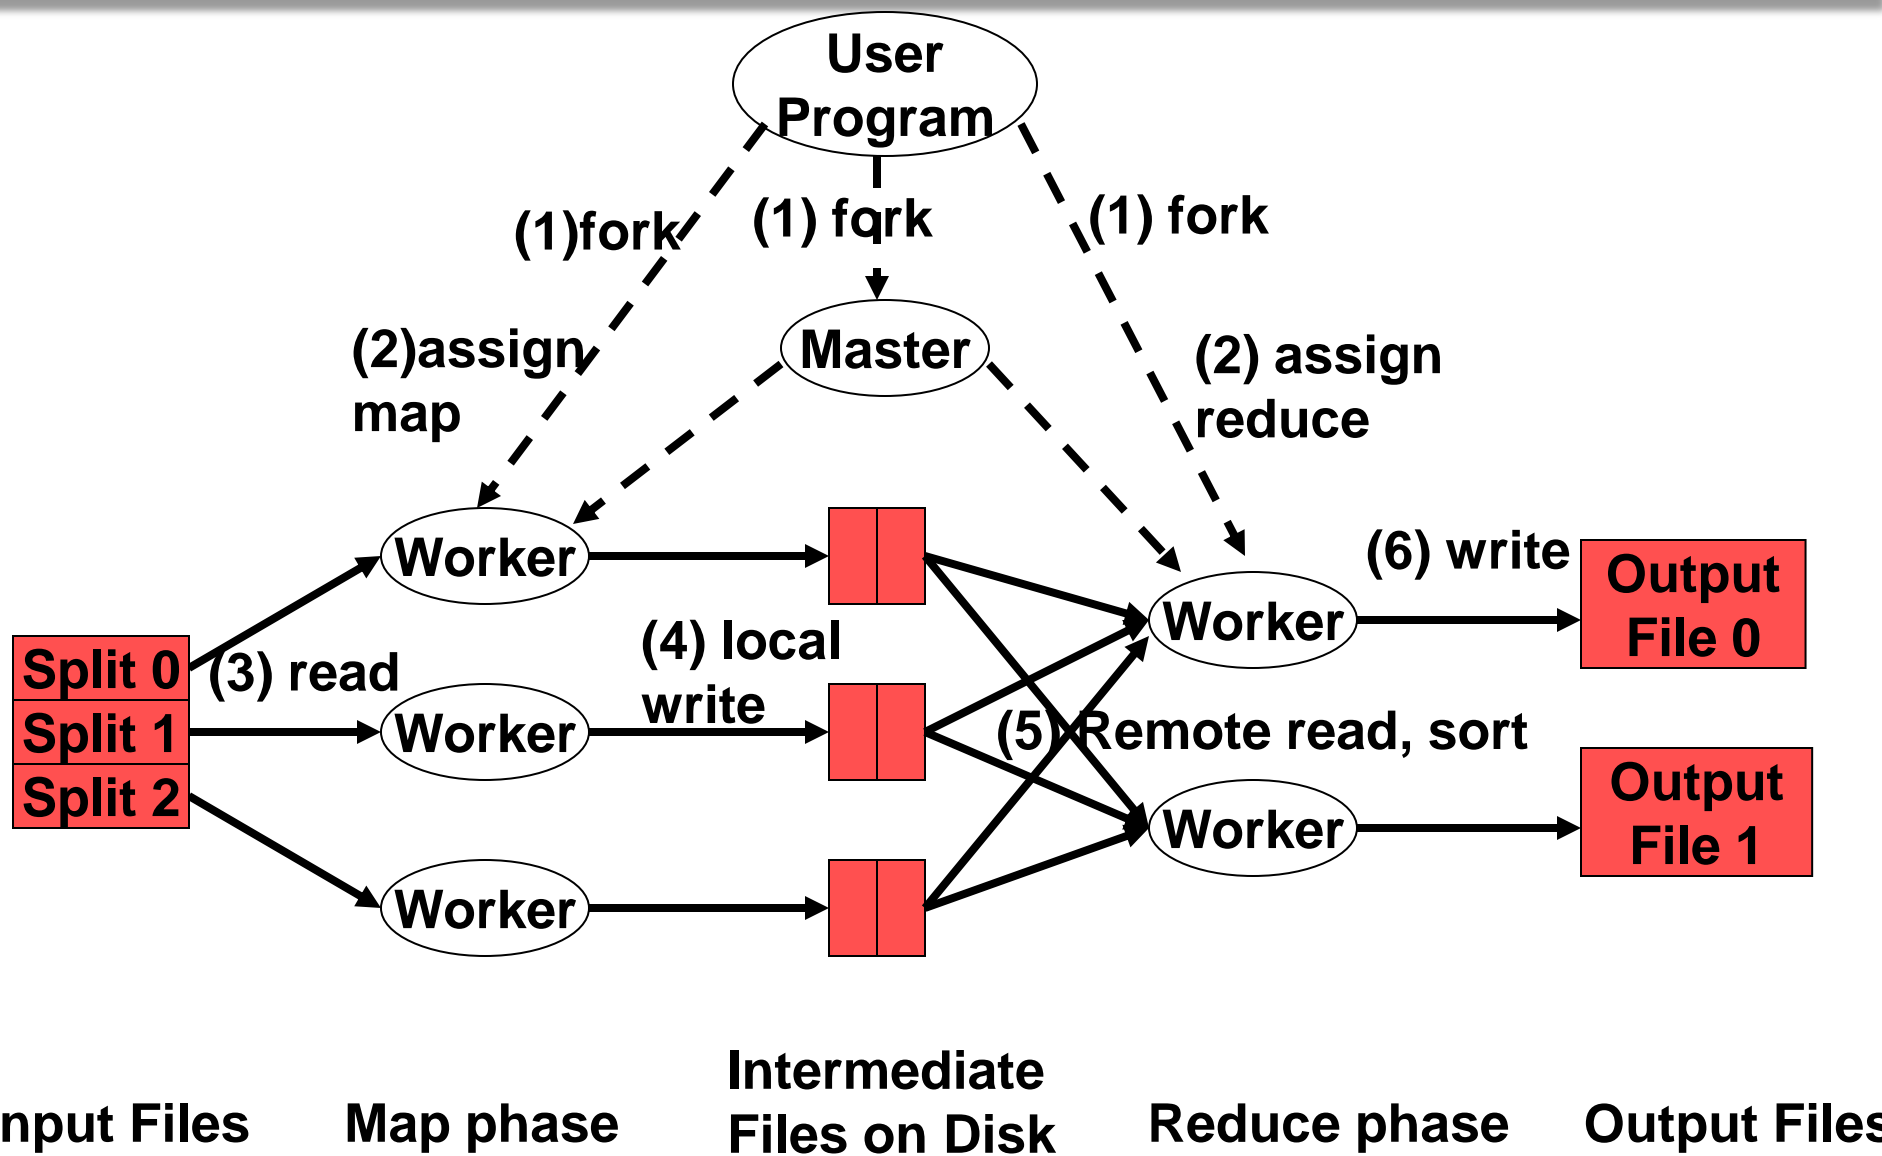 User
Program
(1)fork
(1) fork
(1) fork
(2)assign
map
Master
(2) assign
reduce
Worker
(6) write
Output
File 0
Worker
Split 0
(3) read
(4) local
write
Split 1
Worker
(5) Remote read, sort
Split 2
Output
File 1
Worker
Worker
Intermediate
Files on Disk
nput Files
Map phase
Reduce phase
Output Files